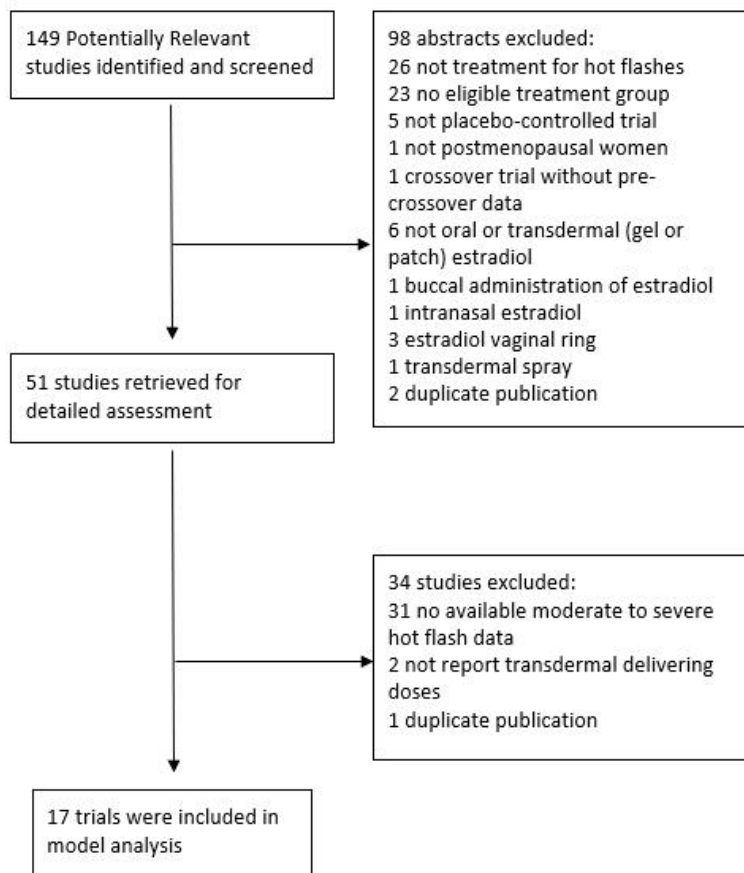 149 Potentially Relevant
studies identified and screened
98 abstracts excluded:
26 not treatment for hot flashes
23 no eligible treatment group
5 not placebo-controlled trial
1 not postmenopausal women
1 crossover trial without pre-
crossover data
6 not oral or transdermal (gel or
patch) estradiol
1 buccal administration of estradiol
1 intranasal estradiol
3 estradiol vaginal ring
1 transdermal spray
2 duplicate publication
51 studies retrieved for
detailed assessment
34 studies excluded:
31 no available moderate to severe
hot flash data
2 not report transdermal delivering
doses
1 duplicate publication
17 trials were included in
model analysis